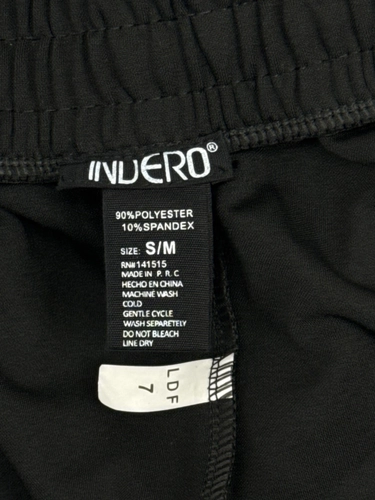 INDERO®
90%POLYESTER
10%SPANDEX
SIZE: S/M
RN#141515
MADE IN P. R. C
HECHO EN CHINA
MACHINE WASH
COLD
GENTLE CYCLE
WASH SEPARETELY
DO NOT BLEACH
LINE DRY
LDF
7